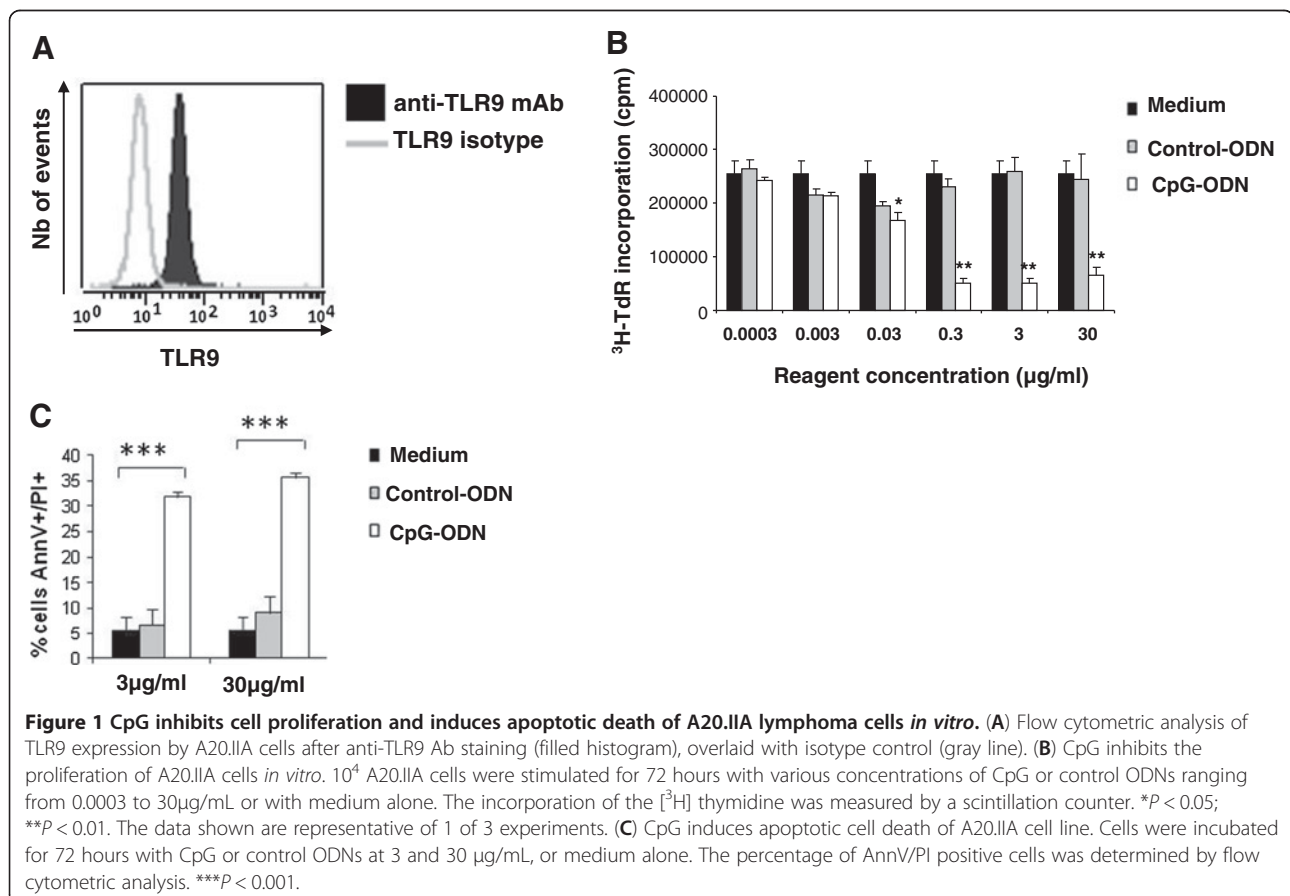 A
Nb of events
anti-TLR9 mAb
TLR9 isotype
10⁰ 10¹ 10² 10³ 10⁴
TLR9
B
³H-TdR incorporation (cpm)
400000
300000
200000
100000
0
*
**
**
**
0.0003 0.003 0.03 0.3 3 30
Reagent concentration (µg/ml)
Medium
Control-ODN
CpG-ODN
C
% cells AnnV+/PI+
40
35
30
25
20
15
10
5
0
***
***
3µg/ml 30µg/ml
Medium
Control-ODN
CpG-ODN
Figure 1 CpG inhibits cell proliferation and induces apoptotic death of A20.IIA lymphoma cells in vitro. (A) Flow cytometric analysis of
TLR9 expression by A20.IIA cells after anti-TLR9 Ab staining (filled histogram), overlaid with isotype control (gray line). (B) CpG inhibits the
proliferation of A20.IIA cells in vitro. 10⁴ A20.IIA cells were stimulated for 72 hours with various concentrations of CpG or control ODNs ranging
from 0.0003 to 30µg/mL or with medium alone. The incorporation of the [³H] thymidine was measured by a scintillation counter. *P < 0.05;
**P < 0.01. The data shown are representative of 1 of 3 experiments. (C) CpG induces apoptotic cell death of A20.IIA cell line. Cells were incubated
for 72 hours with CpG or control ODNs at 3 and 30 µg/mL, or medium alone. The percentage of AnnV/PI positive cells was determined by flow
cytometric analysis. ***P < 0.001.